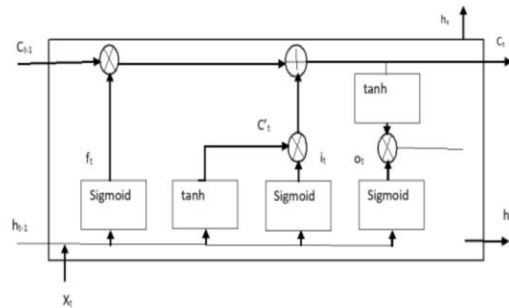 hₜ
Cₜ₋₁
Cₜ
tanh
C'ₜ
fₜ
iₜ
oₜ
Sigmoid
tanh
Sigmoid
Sigmoid
hₜ₋₁
h
Xₜ